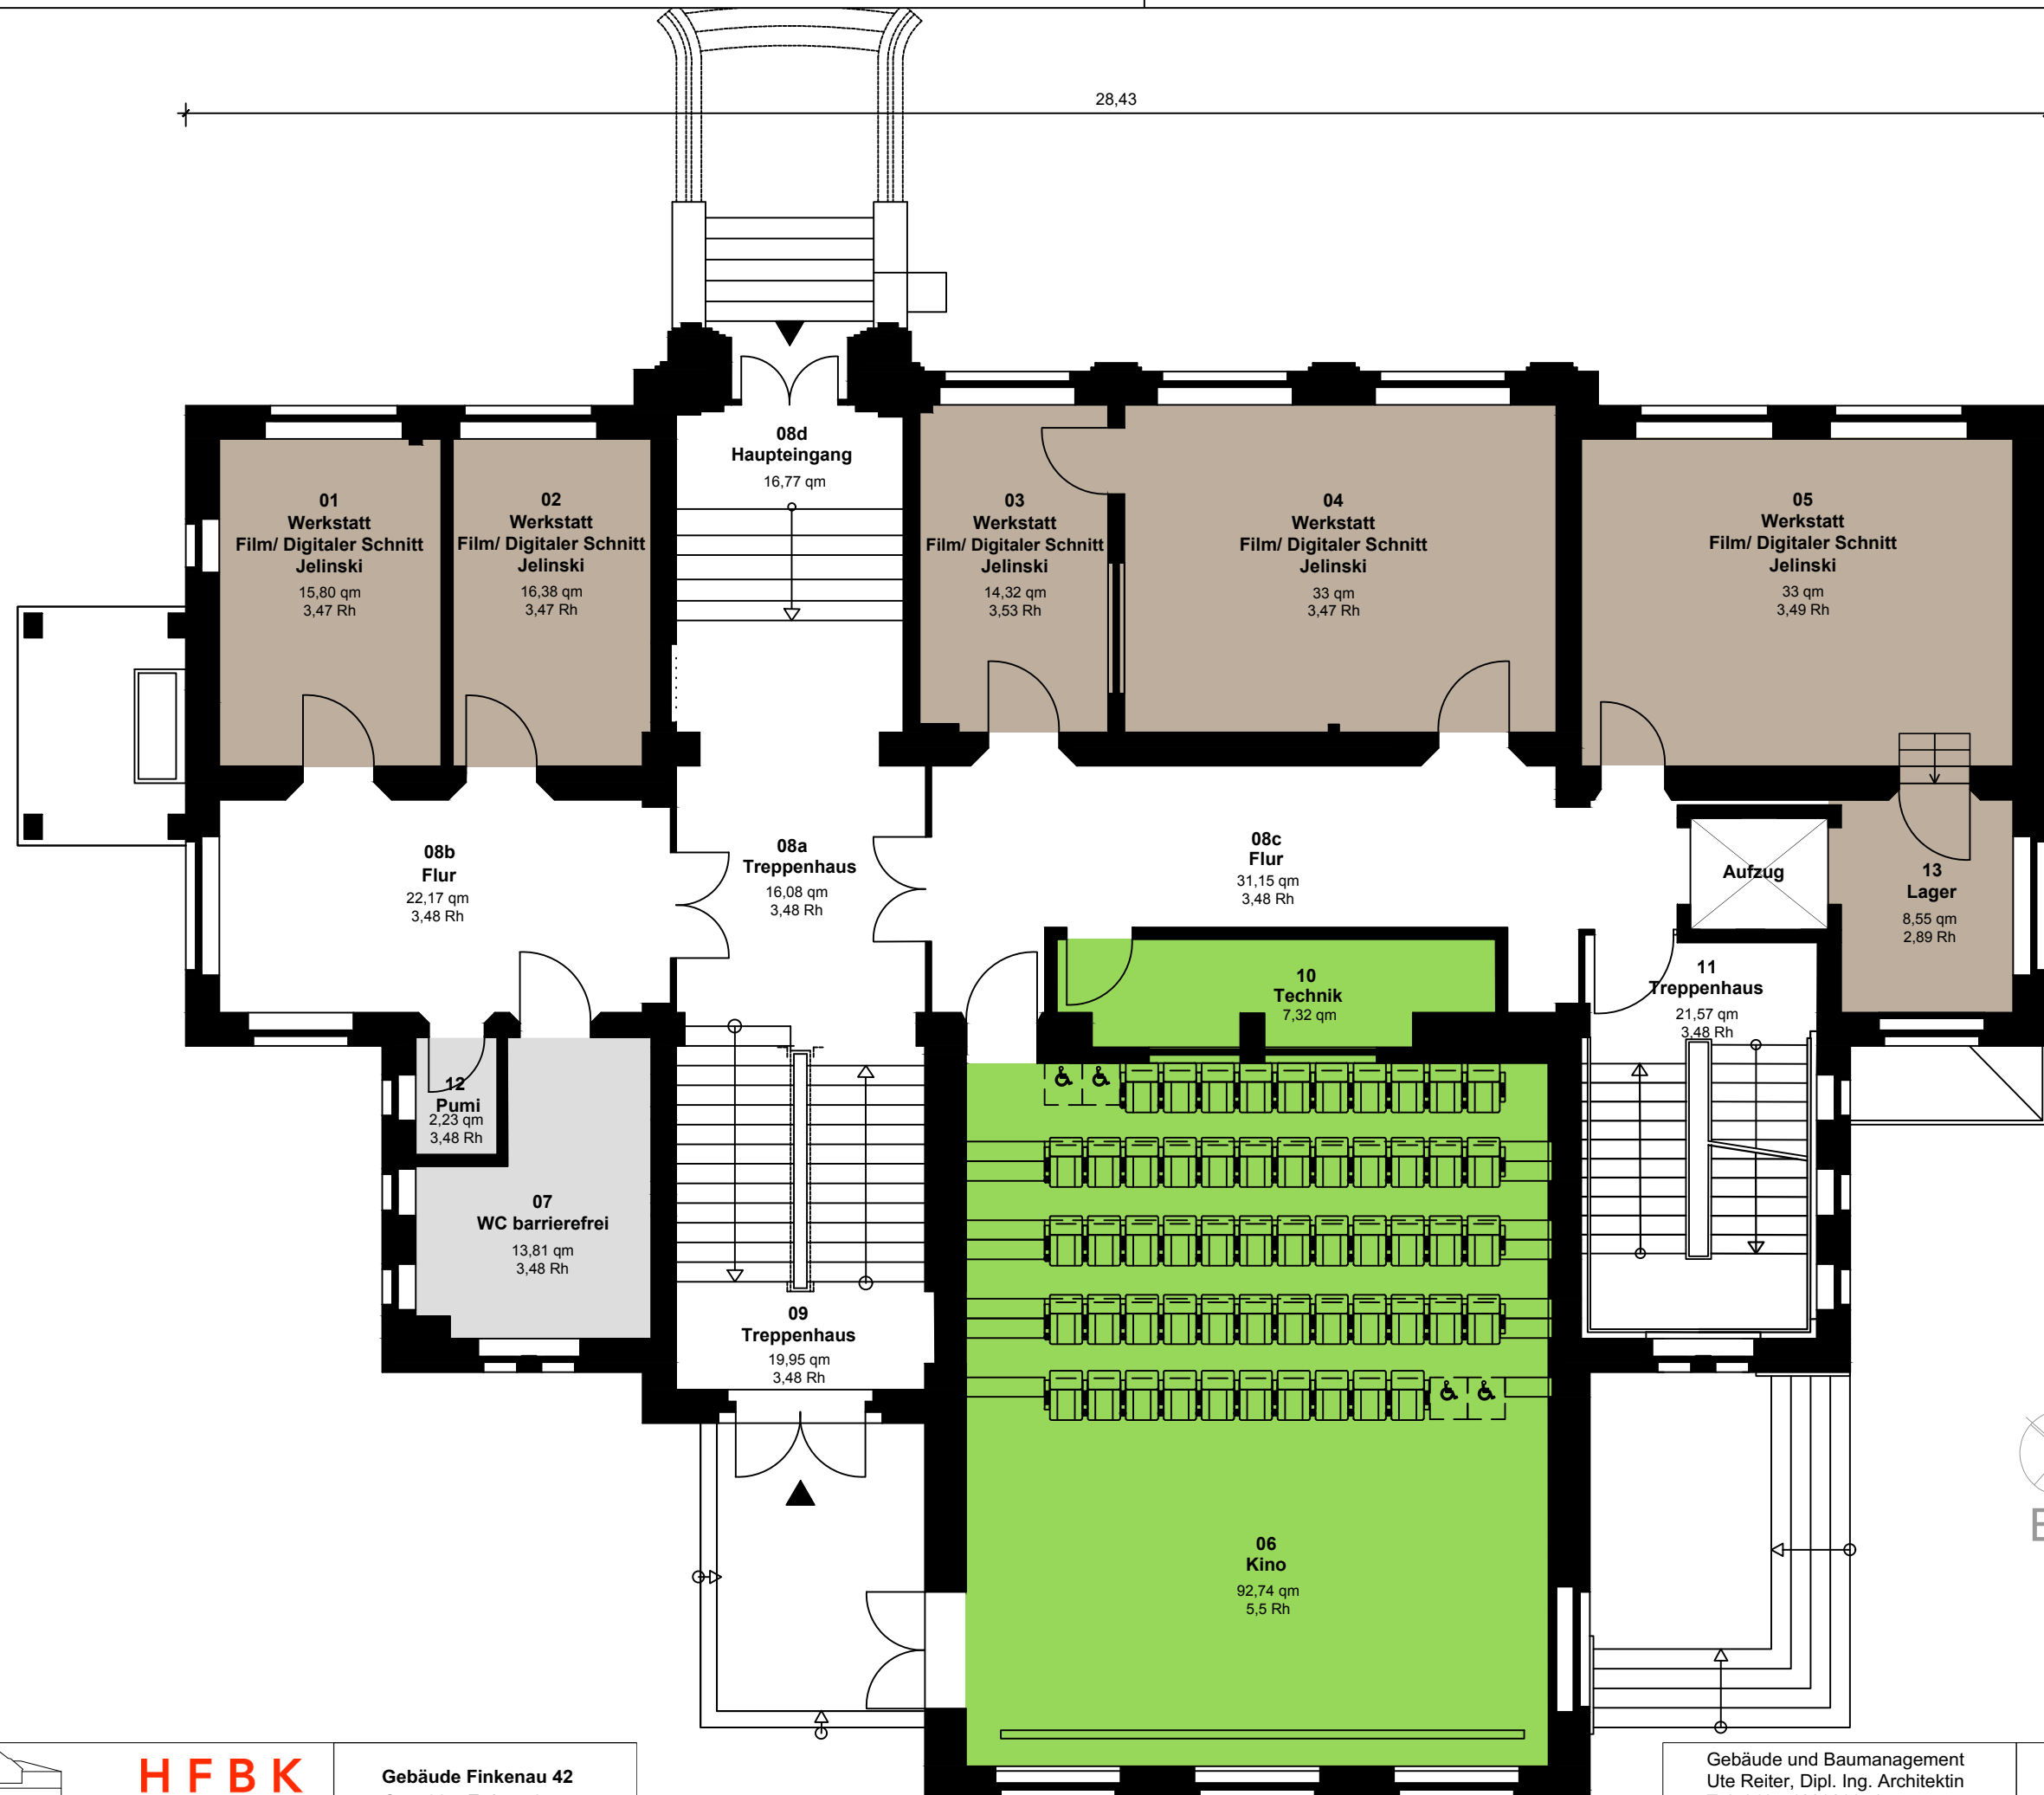 28,43
08d
Haupteingang
16,77 qm
01
Werkstatt
Film/ Digitaler Schnitt
Jelinski
15,80 qm
3,47 Rh
02
Werkstatt
Film/ Digitaler Schnitt
Jelinski
16,38 qm
3,47 Rh
03
Werkstatt
Film/ Digitaler Schnitt
Jelinski
14,32 qm
3,53 Rh
04
Werkstatt
Film/ Digitaler Schnitt
Jelinski
33 qm
3,47 Rh
05
Werkstatt
Film/ Digitaler Schnitt
Jelinski
33 qm
3,49 Rh
08b
Flur
22,17 qm
3,48 Rh
08a
Treppenhaus
16,08 qm
3,48 Rh
08c
Flur
31,15 qm
3,48 Rh
Aufzug
13
Lager
8,55 qm
2,89 Rh
10
Technik
7,32 qm
11
Treppenhaus
21,57 qm
3,48 Rh
12
Pumi
2,23 qm
3,48 Rh
07
WC barrierefrei
13,81 qm
3,48 Rh
09
Treppenhaus
19,95 qm
3,48 Rh
06
Kino
92,74 qm
5,5 Rh
HFBK
Gebäude Finkenau 42
Gebäude und Baumanagement
Ute Reiter, Dipl. Ing. Architektin